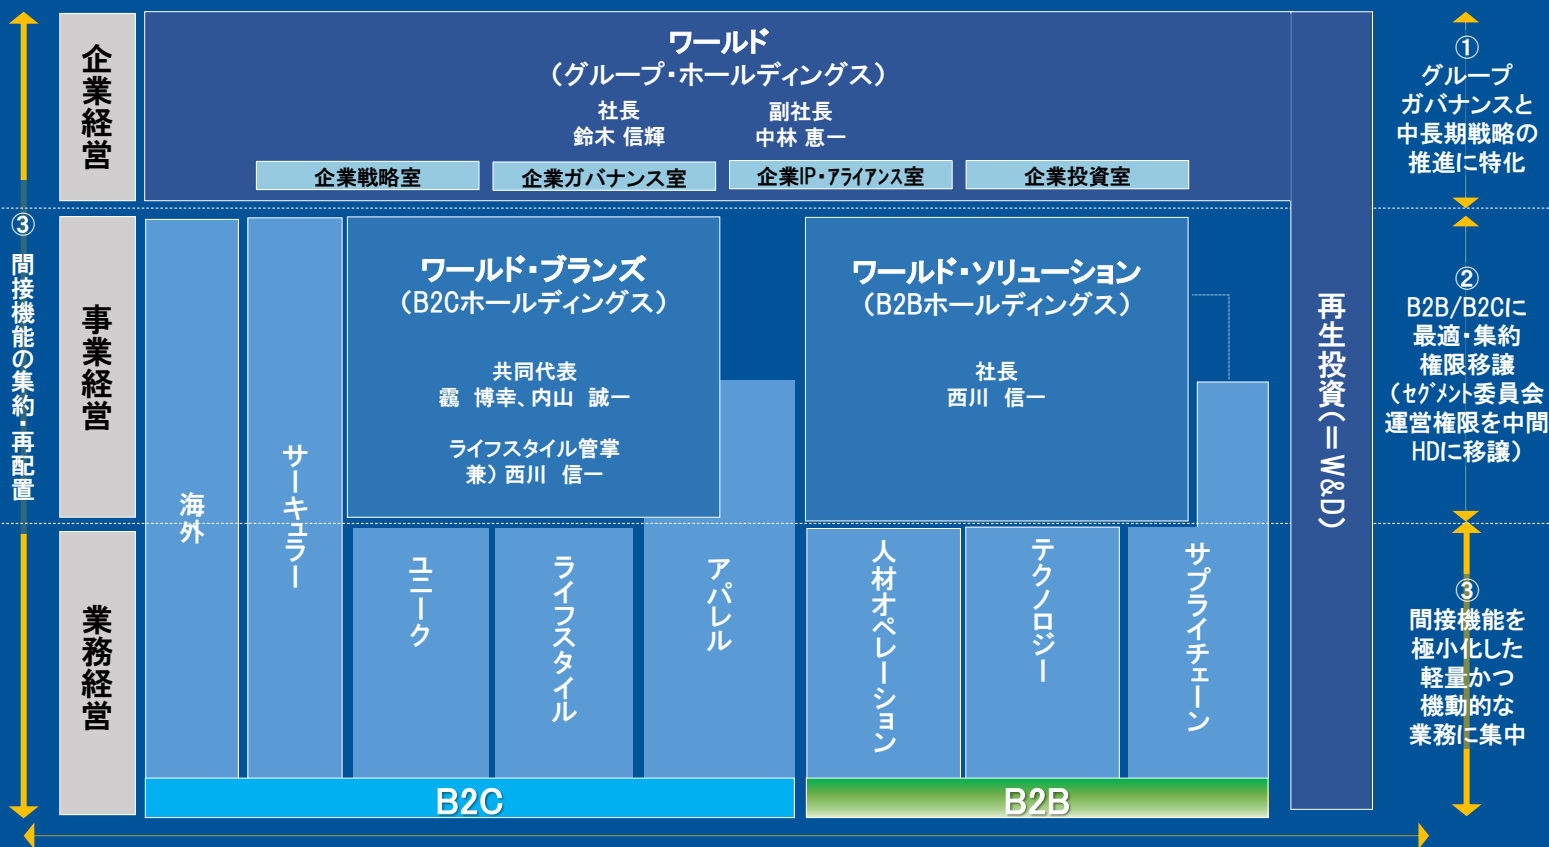 企業経営
ワールド
（グループ・ホールディングス）
社長
鈴木 信輝
副社長
中林 恵一
企業戦略室
企業ガバナンス室
企業IP・アライアンス室
企業投資室
①
グループ
ガバナンスと
中長期戦略の
推進に特化
③ 間接機能の集約・再配置
事業経営
ワールド・ブランズ
（B2Cホールディングス）
共同代表
靍 博幸、内山 誠一
ライフスタイル管掌
兼）西川 信一
ワールド・ソリューション
（B2Bホールディングス）
社長
西川 信一
再生投資（＝W&D）
②
B2B/B2Cに
最適・集約
権限移譲
（セグメント委員会
運営権限を中間
HDに移譲）
業務経営
海外
サーキュラー
ユニーク
ライフスタイル
アパレル
人材オペレーション
テクノロジー
サプライチェーン
③
間接機能を
極小化した
軽量かつ
機動的な
業務に集中
B2C
B2B